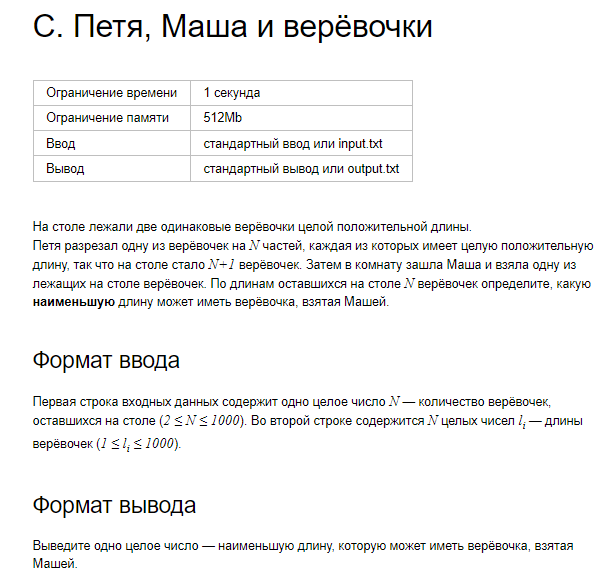 С. Петя, Маша и верёвочки
Ограничение времени 1 секунда
Ограничение памяти 512Mb
Ввод стандартный ввод или input.txt
Вывод стандартный вывод или output.txt
На столе лежали две одинаковые верёвочки целой положительной длины.
Петя разрезал одну из верёвочек на N частей, каждая из которых имеет целую положительную
длину, так что на столе стало N+1 верёвочек. Затем в комнату зашла Маша и взяла одну из
лежащих на столе верёвочек. По длинам оставшихся на столе N верёвочек определите, какую
наименьшую длину может иметь верёвочка, взятая Машей.
Формат ввода
Первая строка входных данных содержит одно целое число N — количество верёвочек,
оставшихся на столе (2 ≤ N ≤ 1000). Во второй строке содержится N целых чисел lᵢ — длины
верёвочек (1 ≤ lᵢ ≤ 1000).
Формат вывода
Выведите одно целое число — наименьшую длину, которую может иметь верёвочка, взятая
Машей.